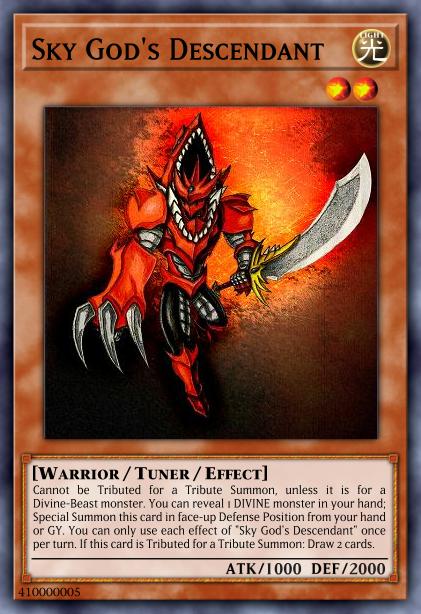 Sky God's Descendant
LIGHT
光
[Warrior / Tuner / Effect]
Cannot be Tributed for a Tribute Summon, unless it is for a
Divine-Beast monster. You can reveal 1 DIVINE monster in your hand;
Special Summon this card in face-up Defense Position from your hand
or GY. You can only use each effect of "Sky God's Descendant" once
per turn. If this card is Tributed for a Tribute Summon: Draw 2 cards.
ATK/1000 DEF/2000
410000005